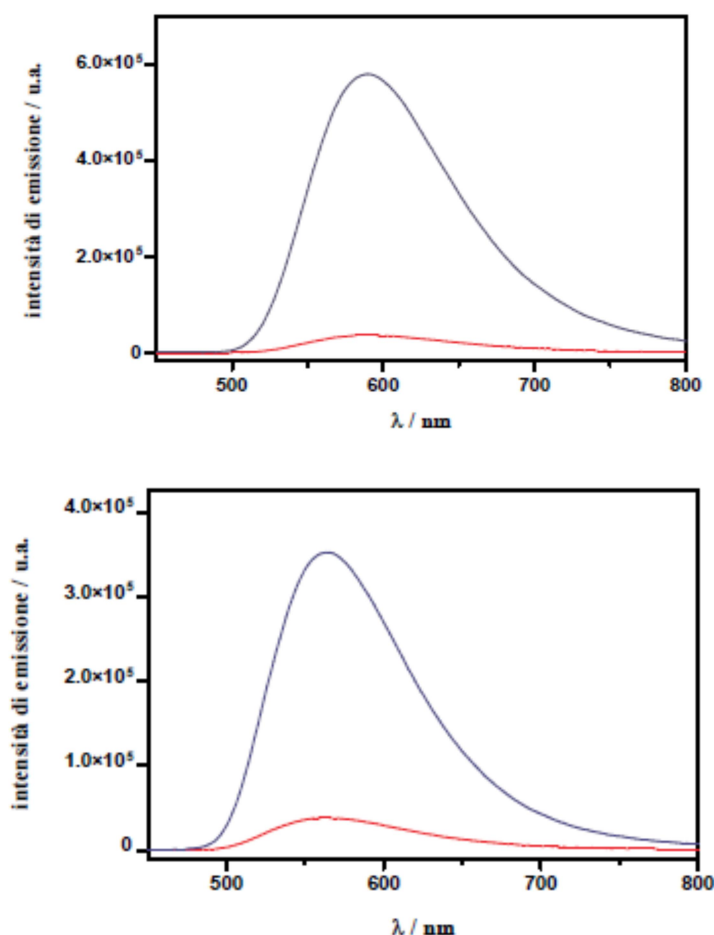 intensità di emissione / u.a.
6.0×10⁵
4.0×10⁵
2.0×10⁵
0
500 600 700 800
λ / nm
intensità di emissione / u.a.
4.0×10⁵
3.0×10⁵
2.0×10⁵
1.0×10⁵
0
500 600 700 800
λ / nm